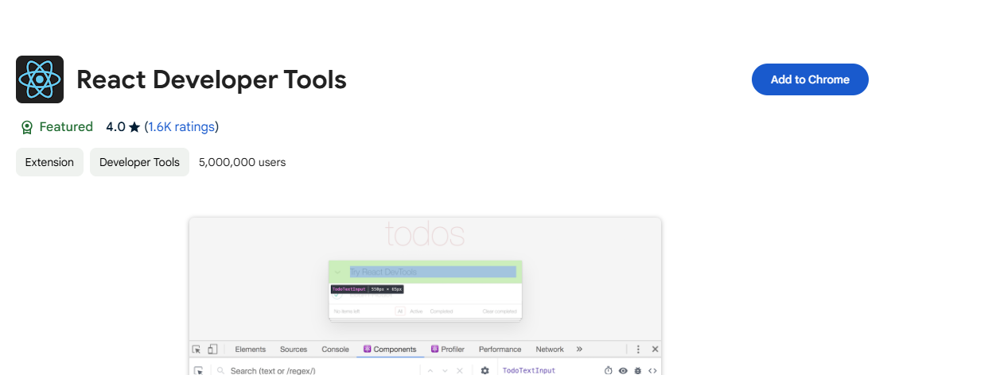 React Developer Tools
Add to Chrome
Featured 4.0 ★ (1.6K ratings)
Extension Developer Tools 5,000,000 users
todos
Try React DevTools
TodoTextInput | 550px × 65px
No items left All Active Completed Clear completed
Elements Sources Console Components Profiler Performance Network »
Search (text or /regex/) TodoTextInput